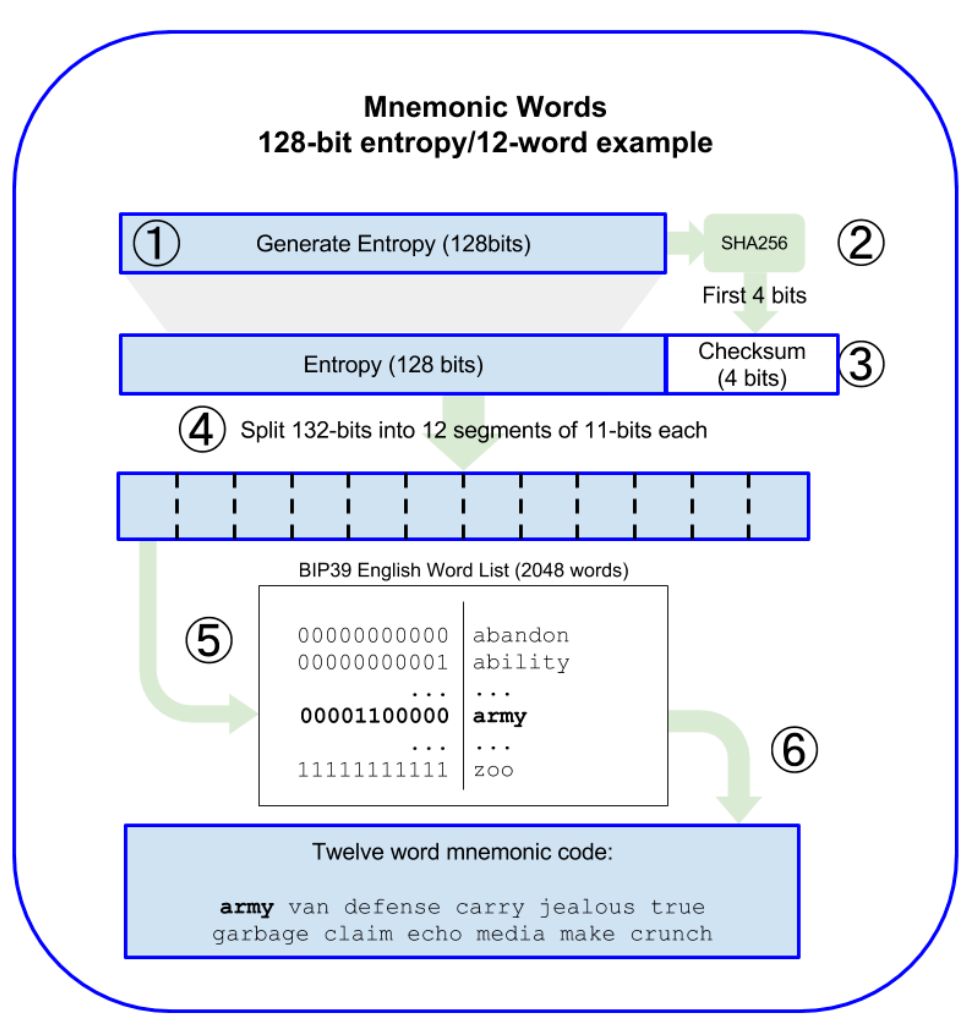 Mnemonic Words
128-bit entropy/12-word example
① Generate Entropy (128bits)
SHA256
②
First 4 bits
Entropy (128 bits)
Checksum
(4 bits)
③
④ Split 132-bits into 12 segments of 11-bits each
BIP39 English Word List (2048 words)
⑤
00000000000 abandon
00000000001 ability
... ...
00001100000 army
... ...
11111111111 zoo
⑥
Twelve word mnemonic code:
army van defense carry jealous true
garbage claim echo media make crunch